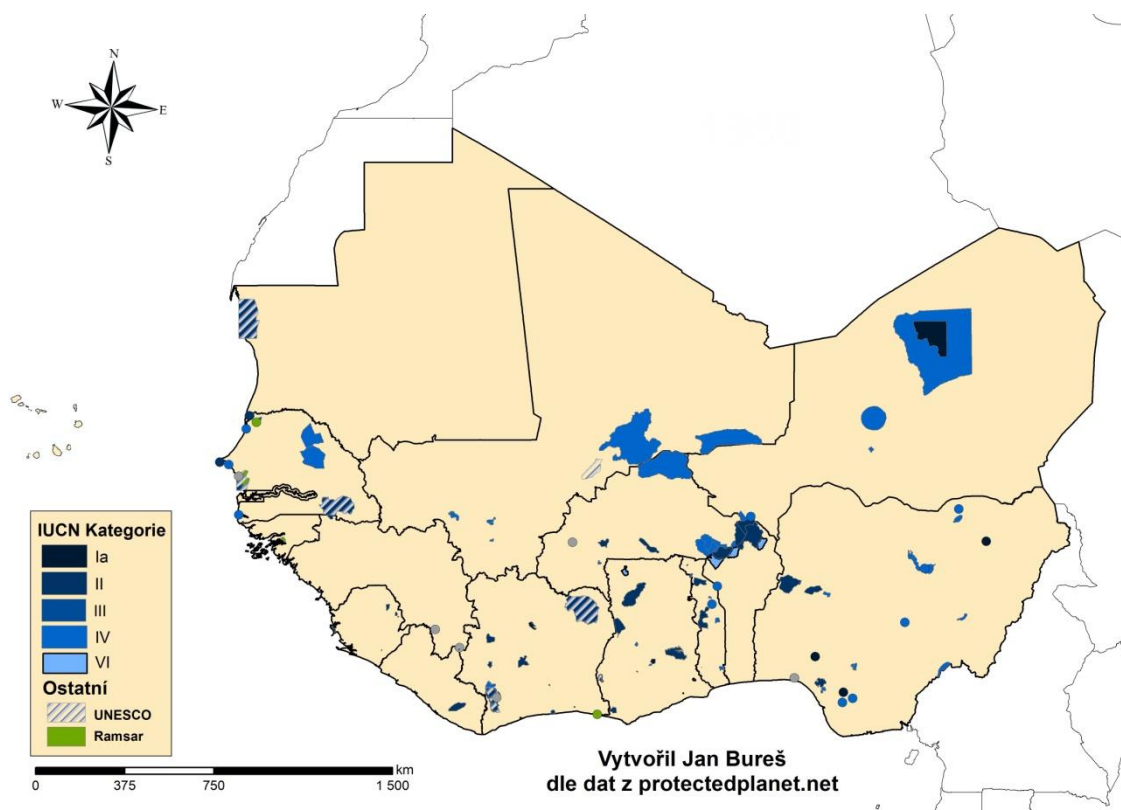 N
W
E
S
IUCN Kategorie
Ia
II
III
IV
VI
Ostatní
UNESCO
Ramsar
km
0 375 750 1 500
Vytvořil Jan Bureš
dle dat z protectedplanet.net